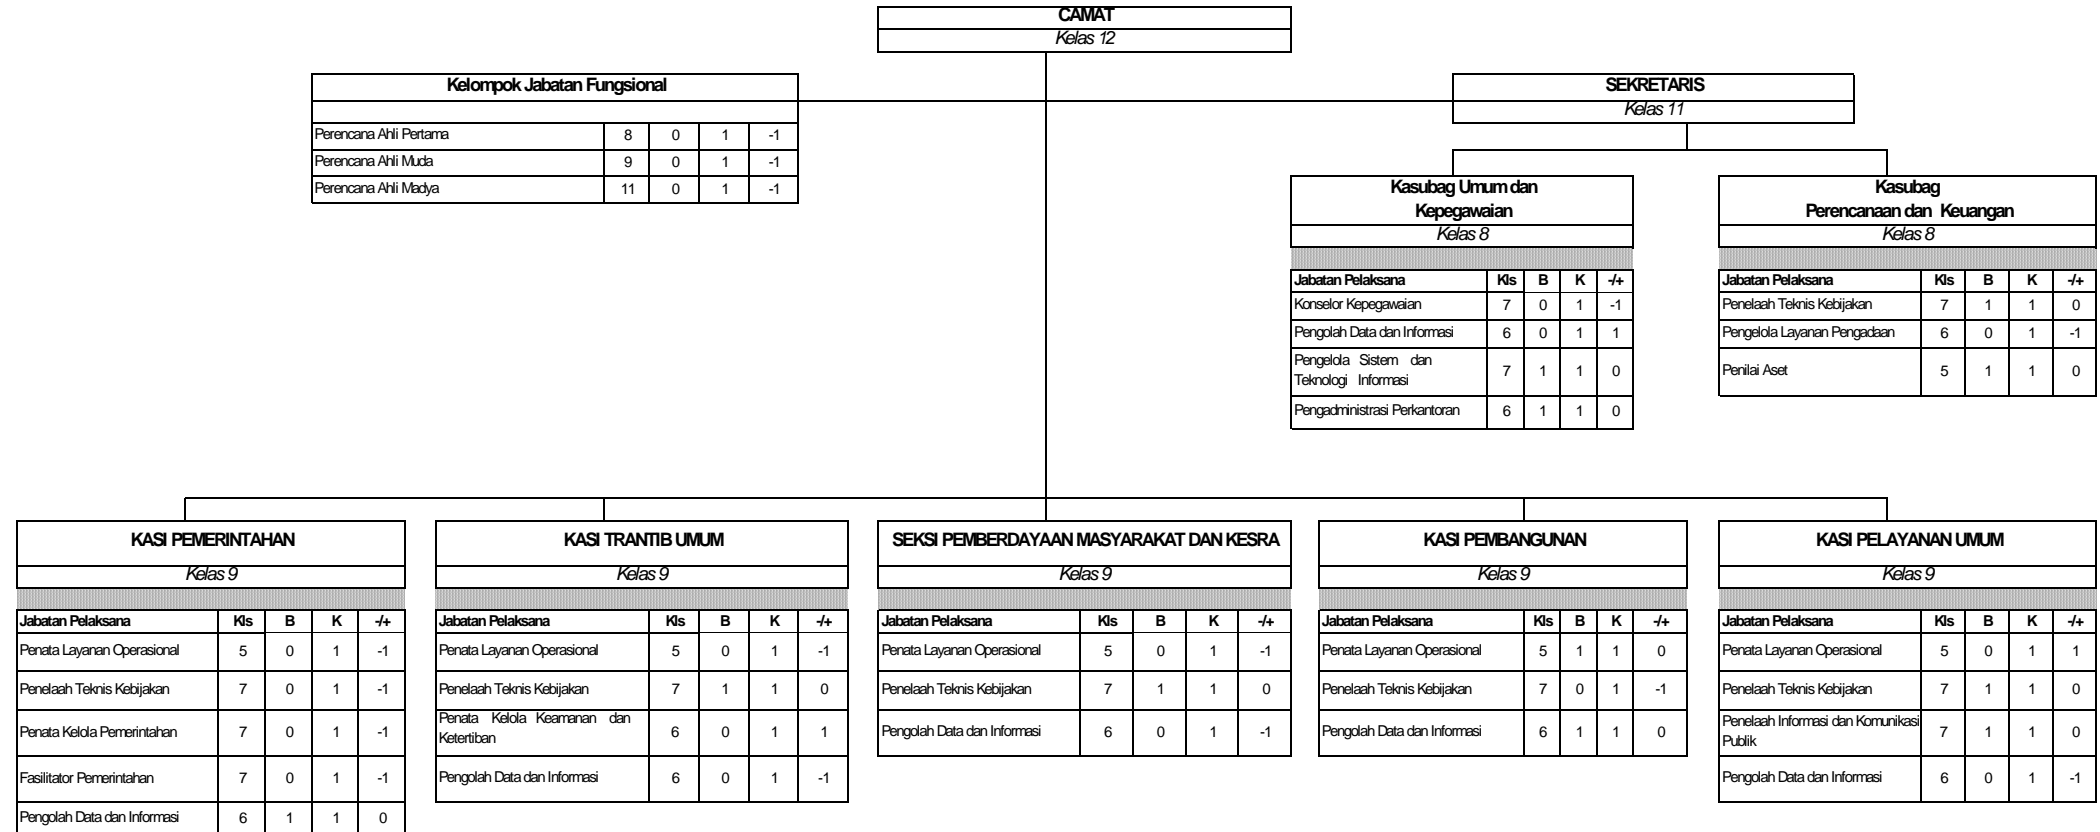 CAMAT
Kelas 12
Kelompok Jabatan Fungsional
Perencana Ahli Pertama 8 0 1 -1
Perencana Ahli Muda 9 0 1 -1
Perencana Ahli Madya 11 0 1 -1
SEKRETARIS
Kelas 11
Kasubag Umum dan
Kepegawaian
Kelas 8
Jabatan Pelaksana Kls B K -/+
Konselor Kepegawaian 7 0 1 -1
Pengolah Data dan Informasi 6 0 1 1
Pengelola Sistem dan
Teknologi Informasi 7 1 1 0
Pengadministrasi Perkantoran 6 1 1 0
Kasubag
Perencanaan dan Keuangan
Kelas 8
Jabatan Pelaksana Kls B K -/+
Penelaah Teknis Kebijakan 7 1 1 0
Pengelola Layanan Pengadaan 6 0 1 -1
Penilai Aset 5 1 1 0
KASI PEMERINTAHAN
Kelas 9
Jabatan Pelaksana Kls B K -/+
Penata Layanan Operasional 5 0 1 -1
Penelaah Teknis Kebijakan 7 0 1 -1
Penata Kelola Pemerintahan 7 0 1 -1
Fasilitator Pemerintahan 7 0 1 -1
Pengolah Data dan Informasi 6 1 1 0
KASI TRANTIB UMUM
Kelas 9
Jabatan Pelaksana Kls B K -/+
Penata Layanan Operasional 5 0 1 -1
Penelaah Teknis Kebijakan 7 1 1 0
Penata Kelola Keamanan dan
Ketertiban 6 0 1 1
Pengolah Data dan Informasi 6 0 1 -1
SEKSI PEMBERDAYAAN MASYARAKAT DAN KESRA
Kelas 9
Jabatan Pelaksana Kls B K -/+
Penata Layanan Operasional 5 0 1 -1
Penelaah Teknis Kebijakan 7 1 1 0
Pengolah Data dan Informasi 6 0 1 -1
KASI PEMBANGUNAN
Kelas 9
Jabatan Pelaksana Kls B K -/+
Penata Layanan Operasional 5 1 1 0
Penelaah Teknis Kebijakan 7 0 1 -1
Pengolah Data dan Informasi 6 1 1 0
KASI PELAYANAN UMUM
Kelas 9
Jabatan Pelaksana Kls B K -/+
Penata Layanan Operasional 5 0 1 1
Penelaah Teknis Kebijakan 7 1 1 0
Penelaah Informasi dan Komunikasi
Publik 7 1 1 0
Pengolah Data dan Informasi 6 0 1 -1